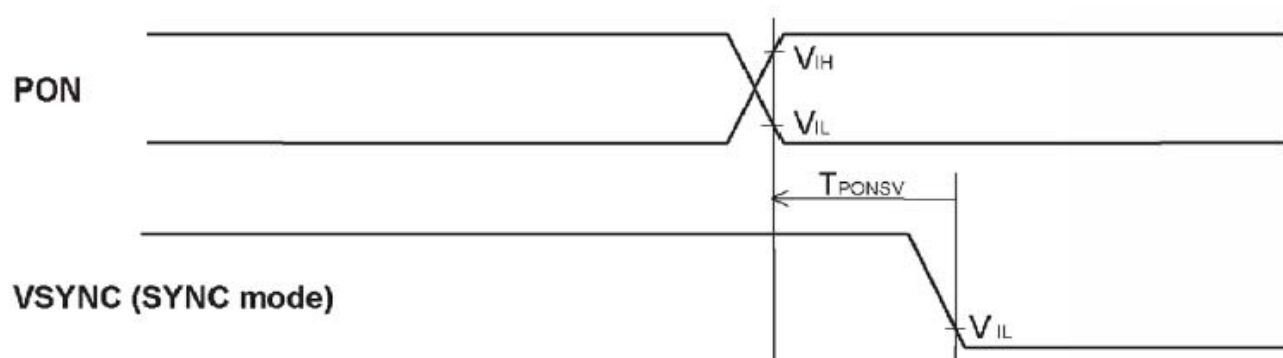 VIH
PON
VIL
TPONSV
VSYNC (SYNC mode)
VIL